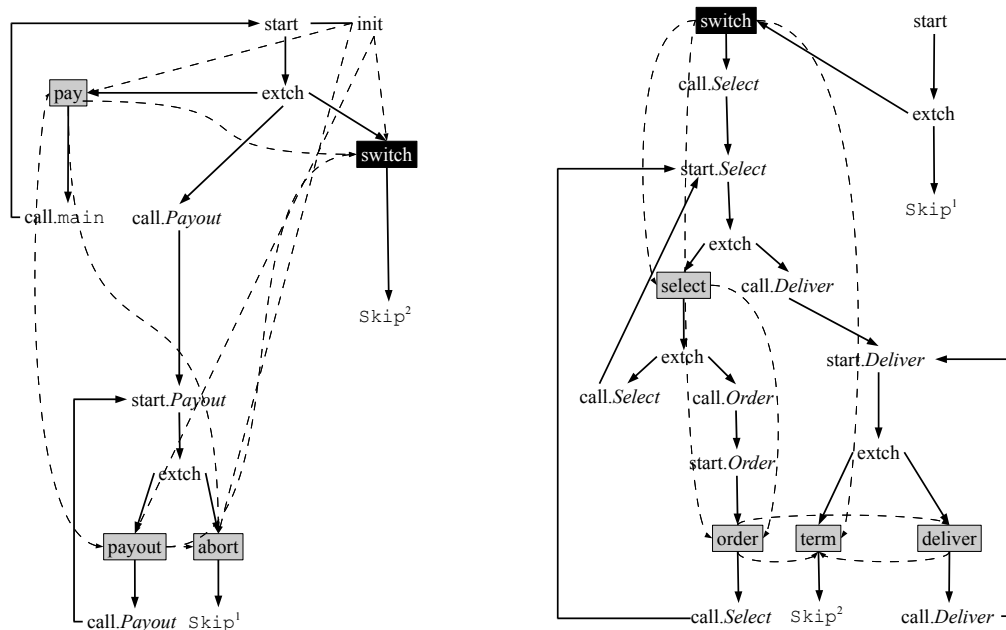 start
init
pay
extch
switch
call.main
call.Payout
Skip²
start.Payout
extch
payout
abort
call.Payout
Skip¹
switch
start
call.Select
extch
start.Select
Skip¹
extch
select
call.Deliver
extch
start.Deliver
call.Select
call.Order
start.Order
extch
order
term
deliver
call.Select
Skip²
call.Deliver